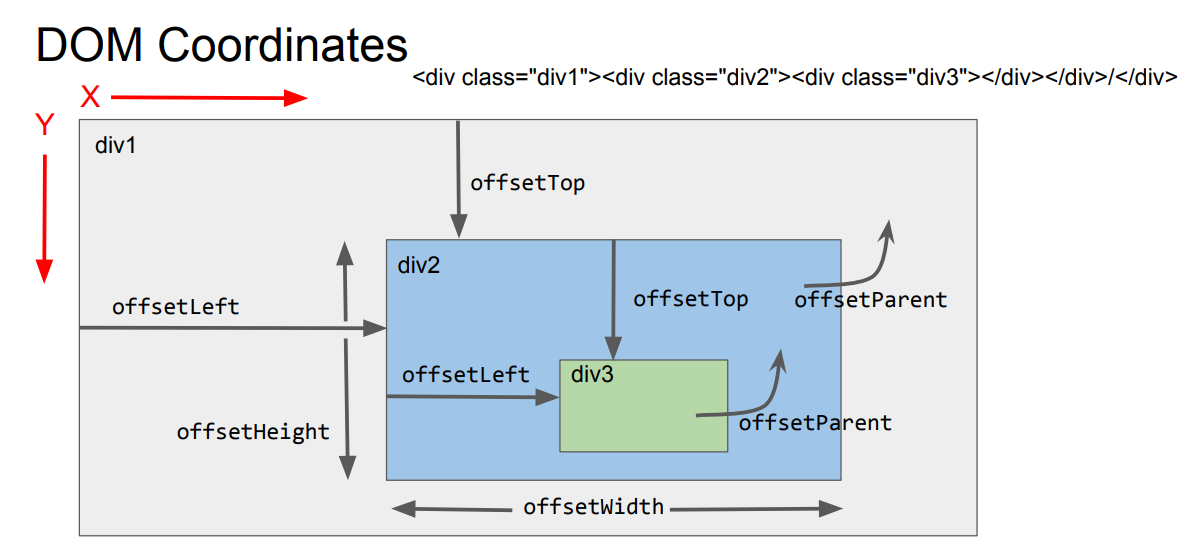 DOM Coordinates
<div class="div1"><div class="div2"><div class="div3"></div></div>/</div>
X
Y
div1
offsetTop
div2
offsetLeft
offsetTop
offsetParent
offsetLeft
div3
offsetHeight
offsetParent
offsetWidth